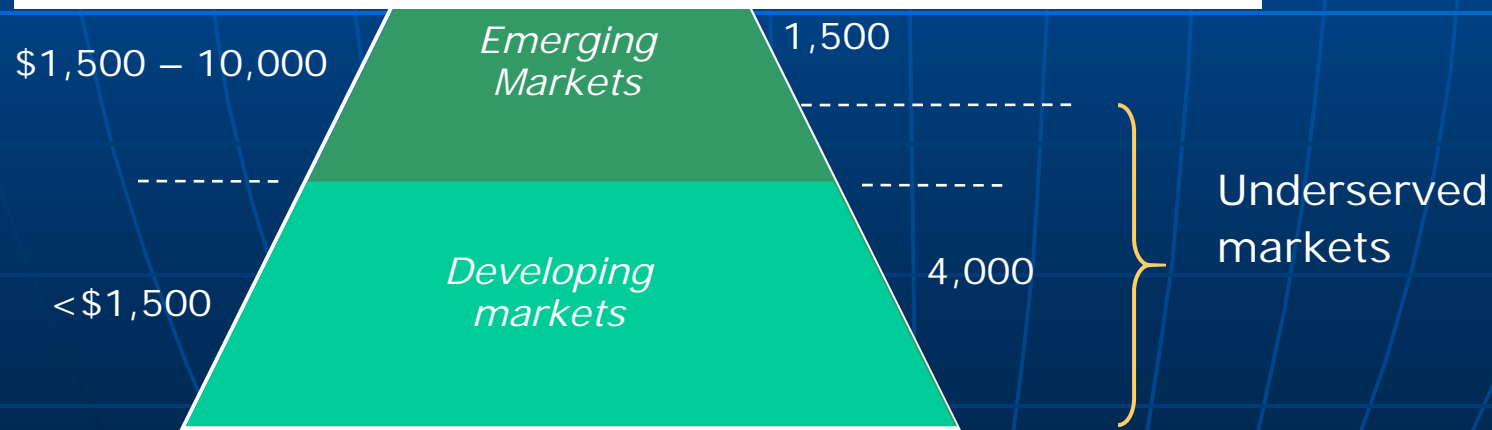 $1,500 – 10,000
Emerging
Markets
1,500
Underserved
markets
<$1,500
Developing
markets
4,000